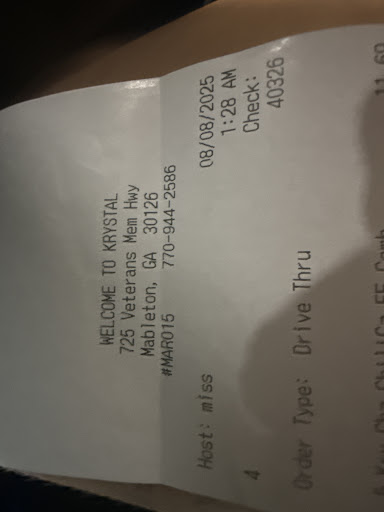 WELCOME TO KRYSTAL
725 Veterans Mem Hwy
Mableton, GA 30126
#MAR015 770-944-2586
Host: miss 08/08/2025
4 1:28 AM
Check:
40326
Order Type: Drive Thru